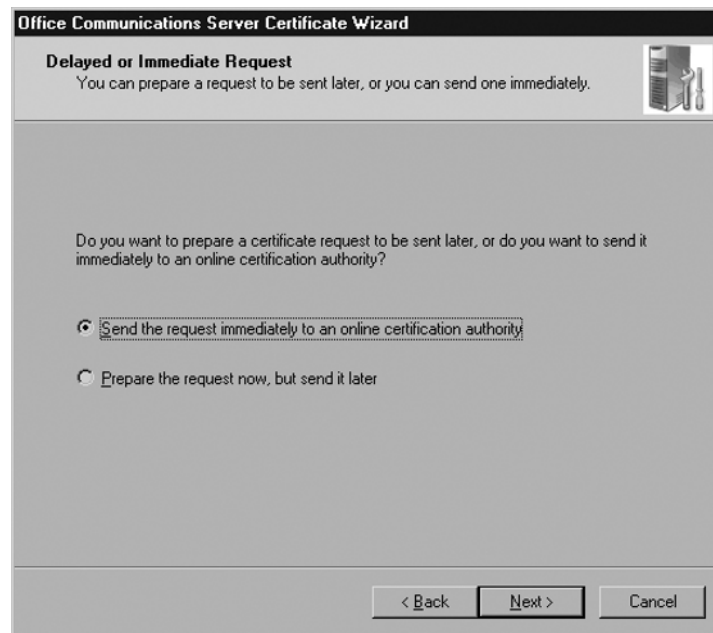 Office Communications Server Certificate Wizard
Delayed or Immediate Request
You can prepare a request to be sent later, or you can send one immediately.
Do you want to prepare a certificate request to be sent later, or do you want to send it
immediately to an online certification authority?
Send the request immediately to an online certification authority
Prepare the request now, but send it later
< Back Next > Cancel